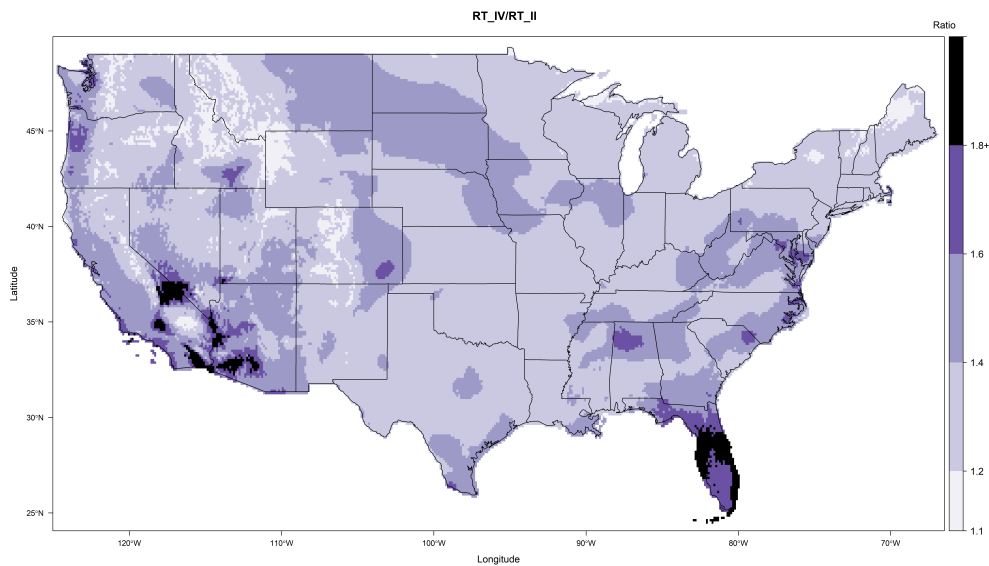 RT_IV/RT_II
Ratio
1.8+
1.6
1.4
1.2
1.1
45°N
40°N
35°N
30°N
25°N
Latitude
120°W
110°W
100°W
90°W
80°W
70°W
Longitude